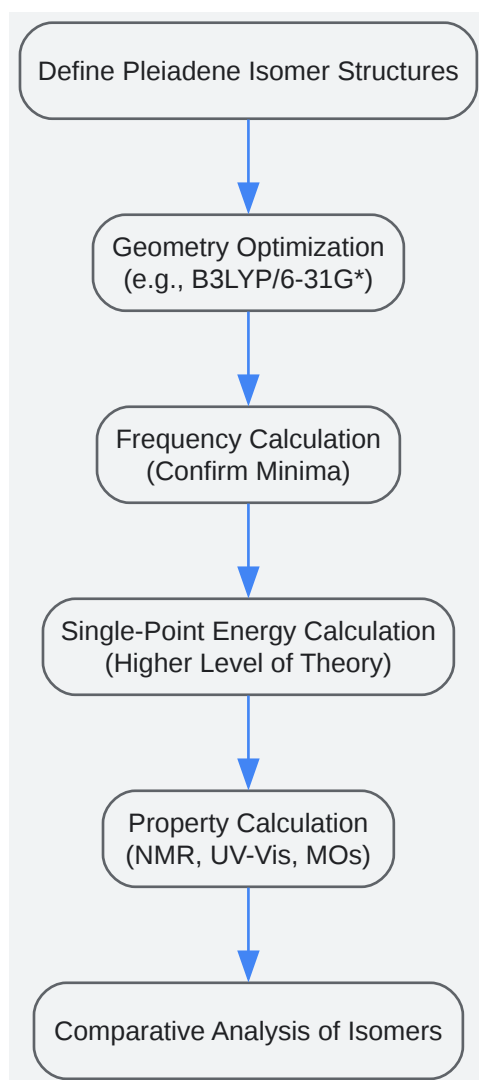 Define Pleiadene Isomer Structures
Geometry Optimization
(e.g., B3LYP/6-31G*)
Frequency Calculation
(Confirm Minima)
Single-Point Energy Calculation
(Higher Level of Theory)
Property Calculation
(NMR, UV-Vis, MOs)
Comparative Analysis of Isomers